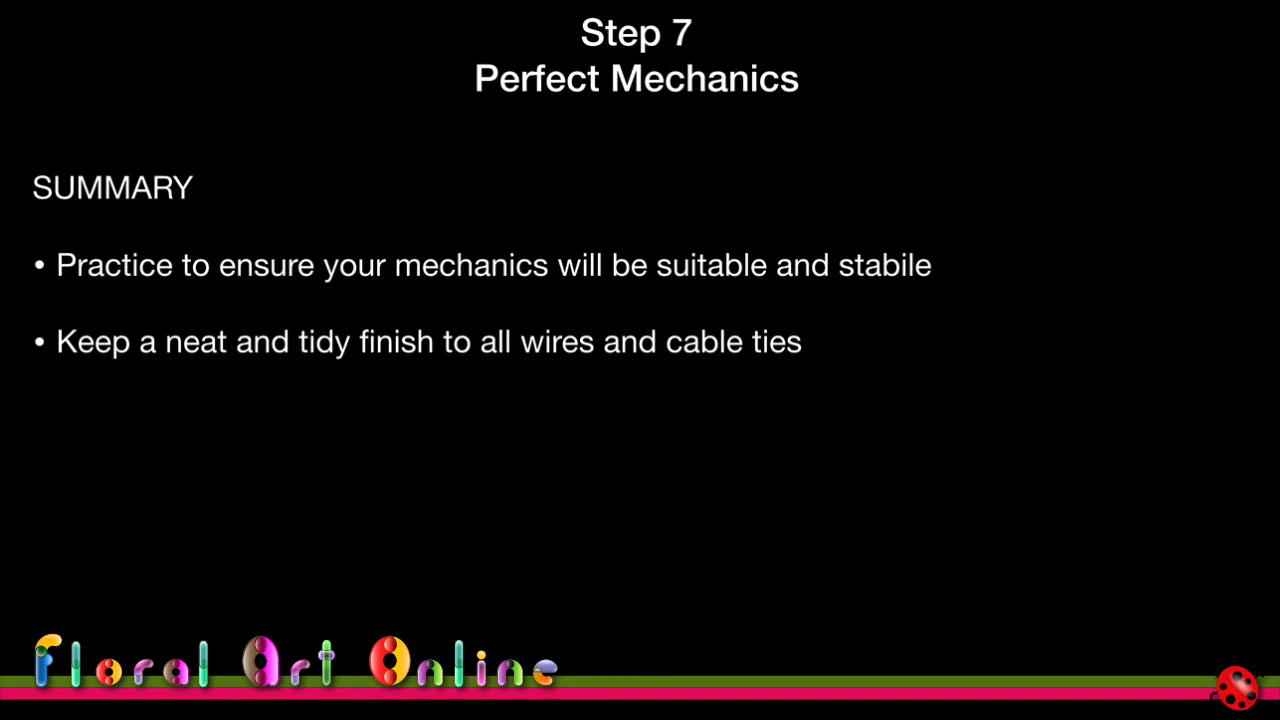 Step 7
Perfect Mechanics
SUMMARY
• Practice to ensure your mechanics will be suitable and stabile
• Keep a neat and tidy finish to all wires and cable ties
Floral Art Online